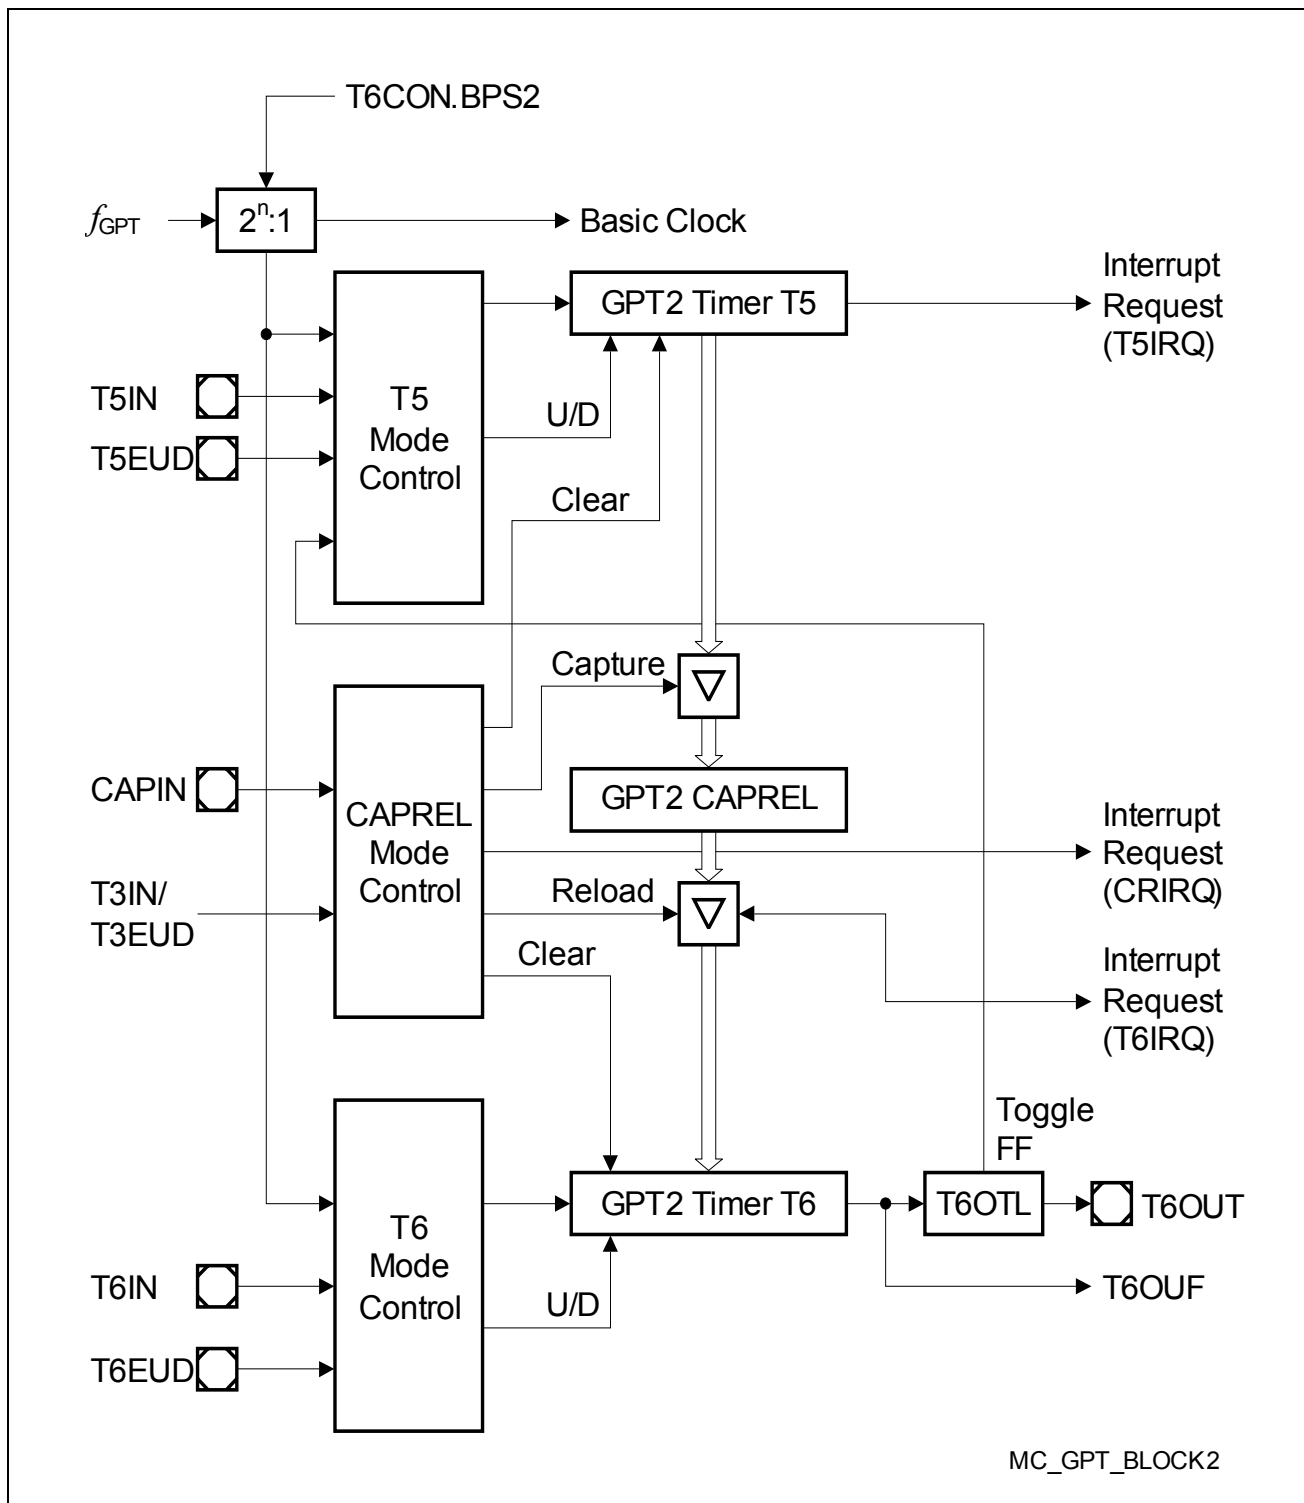 T6CON.BPS2
fGPT
2n:1
Basic Clock
Interrupt
Request
(T5IRQ)
GPT2 Timer T5
T5IN
T5EUD
T5
Mode
Control
U/D
Clear
Capture
CAPIN
GPT2 CAPREL
CAPREL
Mode
Control
Interrupt
Request
(CRIRQ)
T3IN/
T3EUD
Reload
Clear
Interrupt
Request
(T6IRQ)
Toggle
FF
GPT2 Timer T6
T6OTL
T6OUT
T6
Mode
Control
T6IN
U/D
T6OUF
T6EUD
MC_GPT_BLOCK2